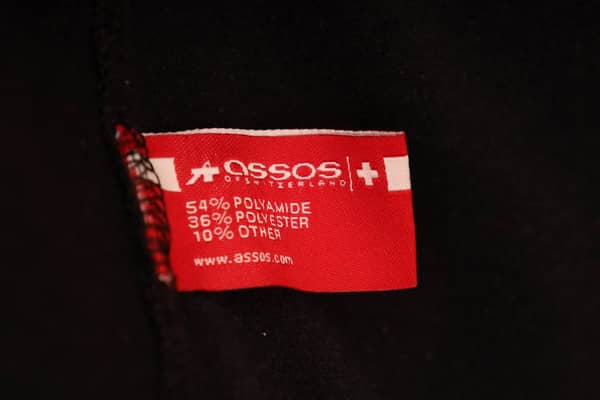 assos
OF SWITZERLAND
54% POLYAMIDE
36% POLYESTER
10% OTHER
www.assos.com